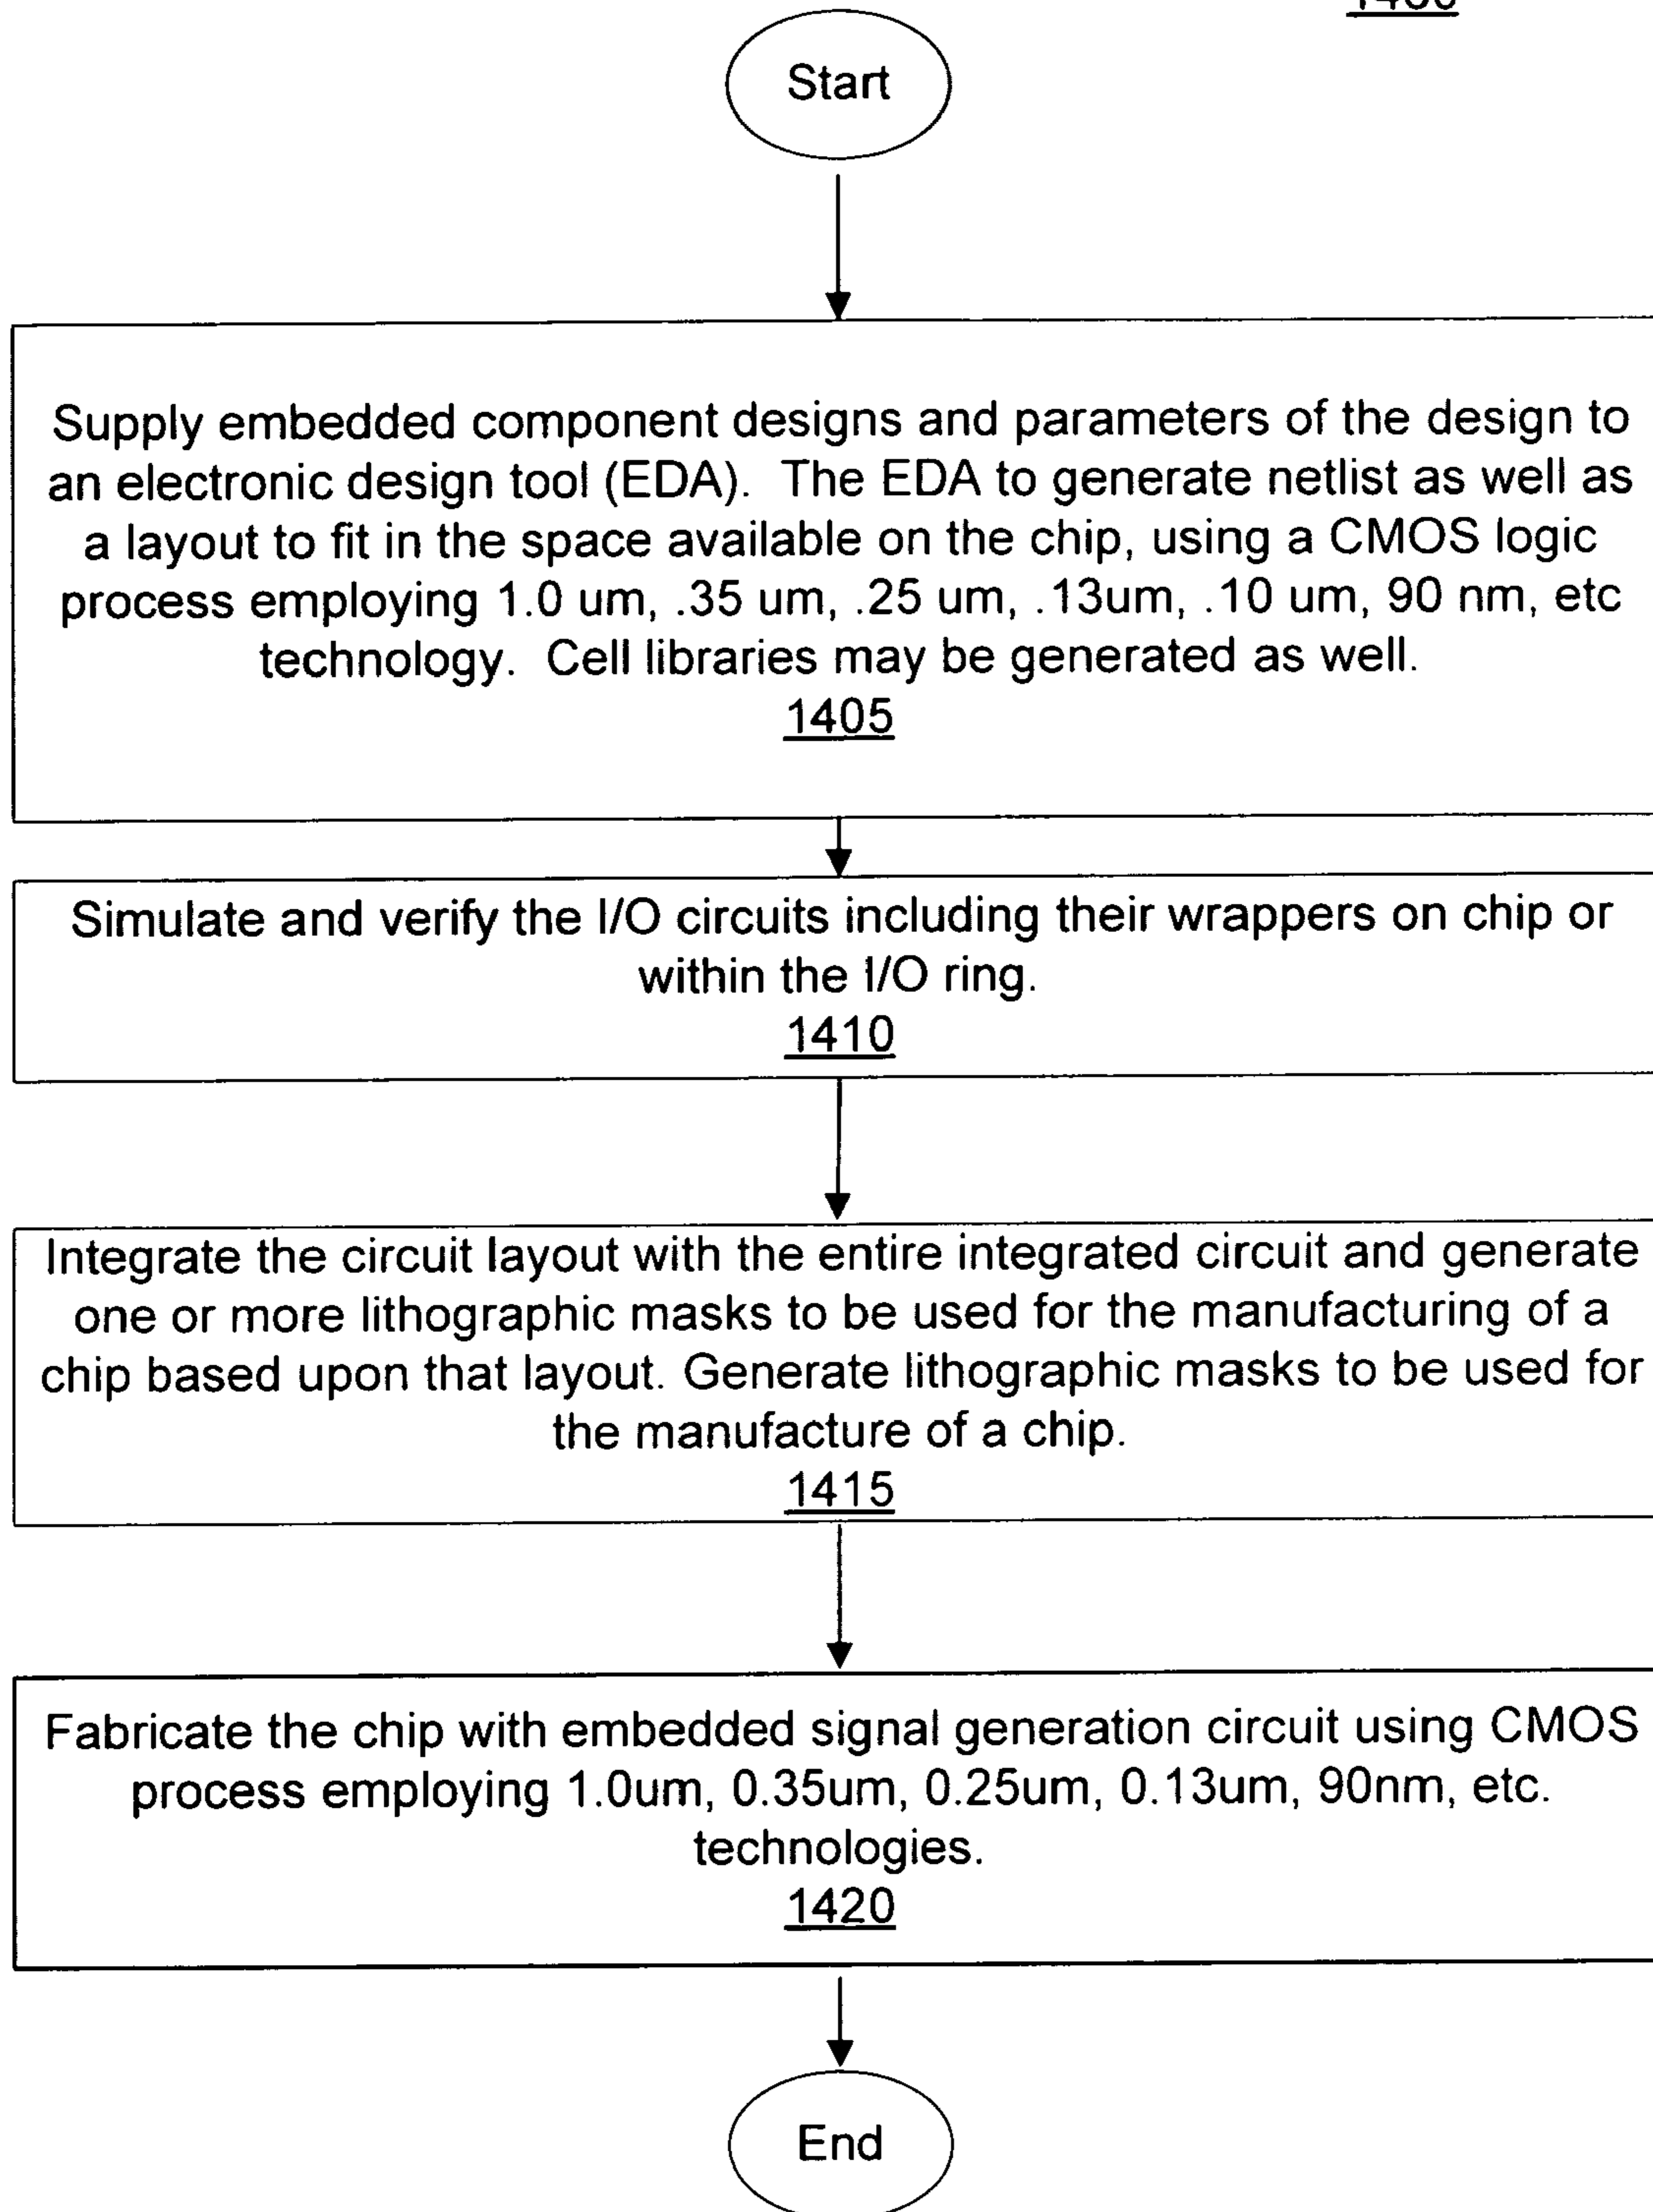 Start
Supply embedded component designs and parameters of the design to
an electronic design tool (EDA). The EDA to generate netlist as well as
a layout to fit in the space available on the chip, using a CMOS logic
process employing 1.0 um, .35 um, .25 um, .13um, .10 um, 90 nm, etc
technology. Cell libraries may be generated as well.
1405
Simulate and verify the I/O circuits including their wrappers on chip or
within the I/O ring.
1410
Integrate the circuit layout with the entire integrated circuit and generate
one or more lithographic masks to be used for the manufacturing of a
chip based upon that layout. Generate lithographic masks to be used for
the manufacture of a chip.
1415
Fabricate the chip with embedded signal generation circuit using CMOS
process employing 1.0um, 0.35um, 0.25um, 0.13um, 90nm, etc.
technologies.
1420
End